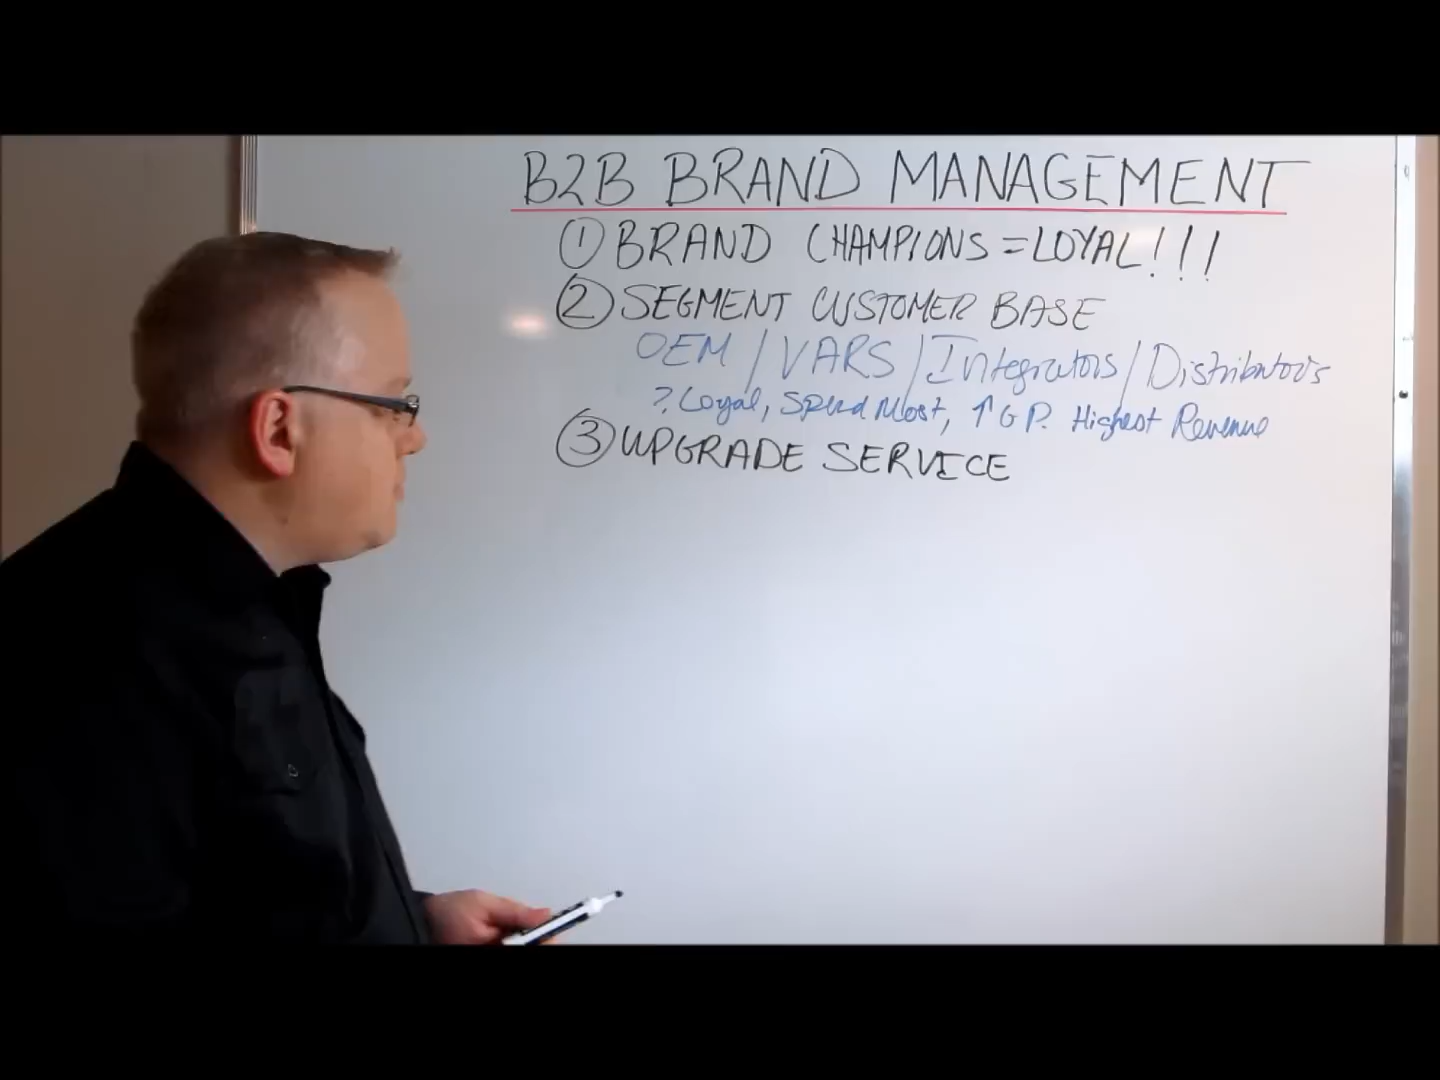 B2B BRAND MANAGEMENT
① BRAND CHAMPIONS = LOYAL!!!
② SEGMENT CUSTOMER BASE
OEM / VARS / Integrators / Distributors
? Loyal, Spend Most, ↑ GP. Highest Revenue
③ UPGRADE SERVICE